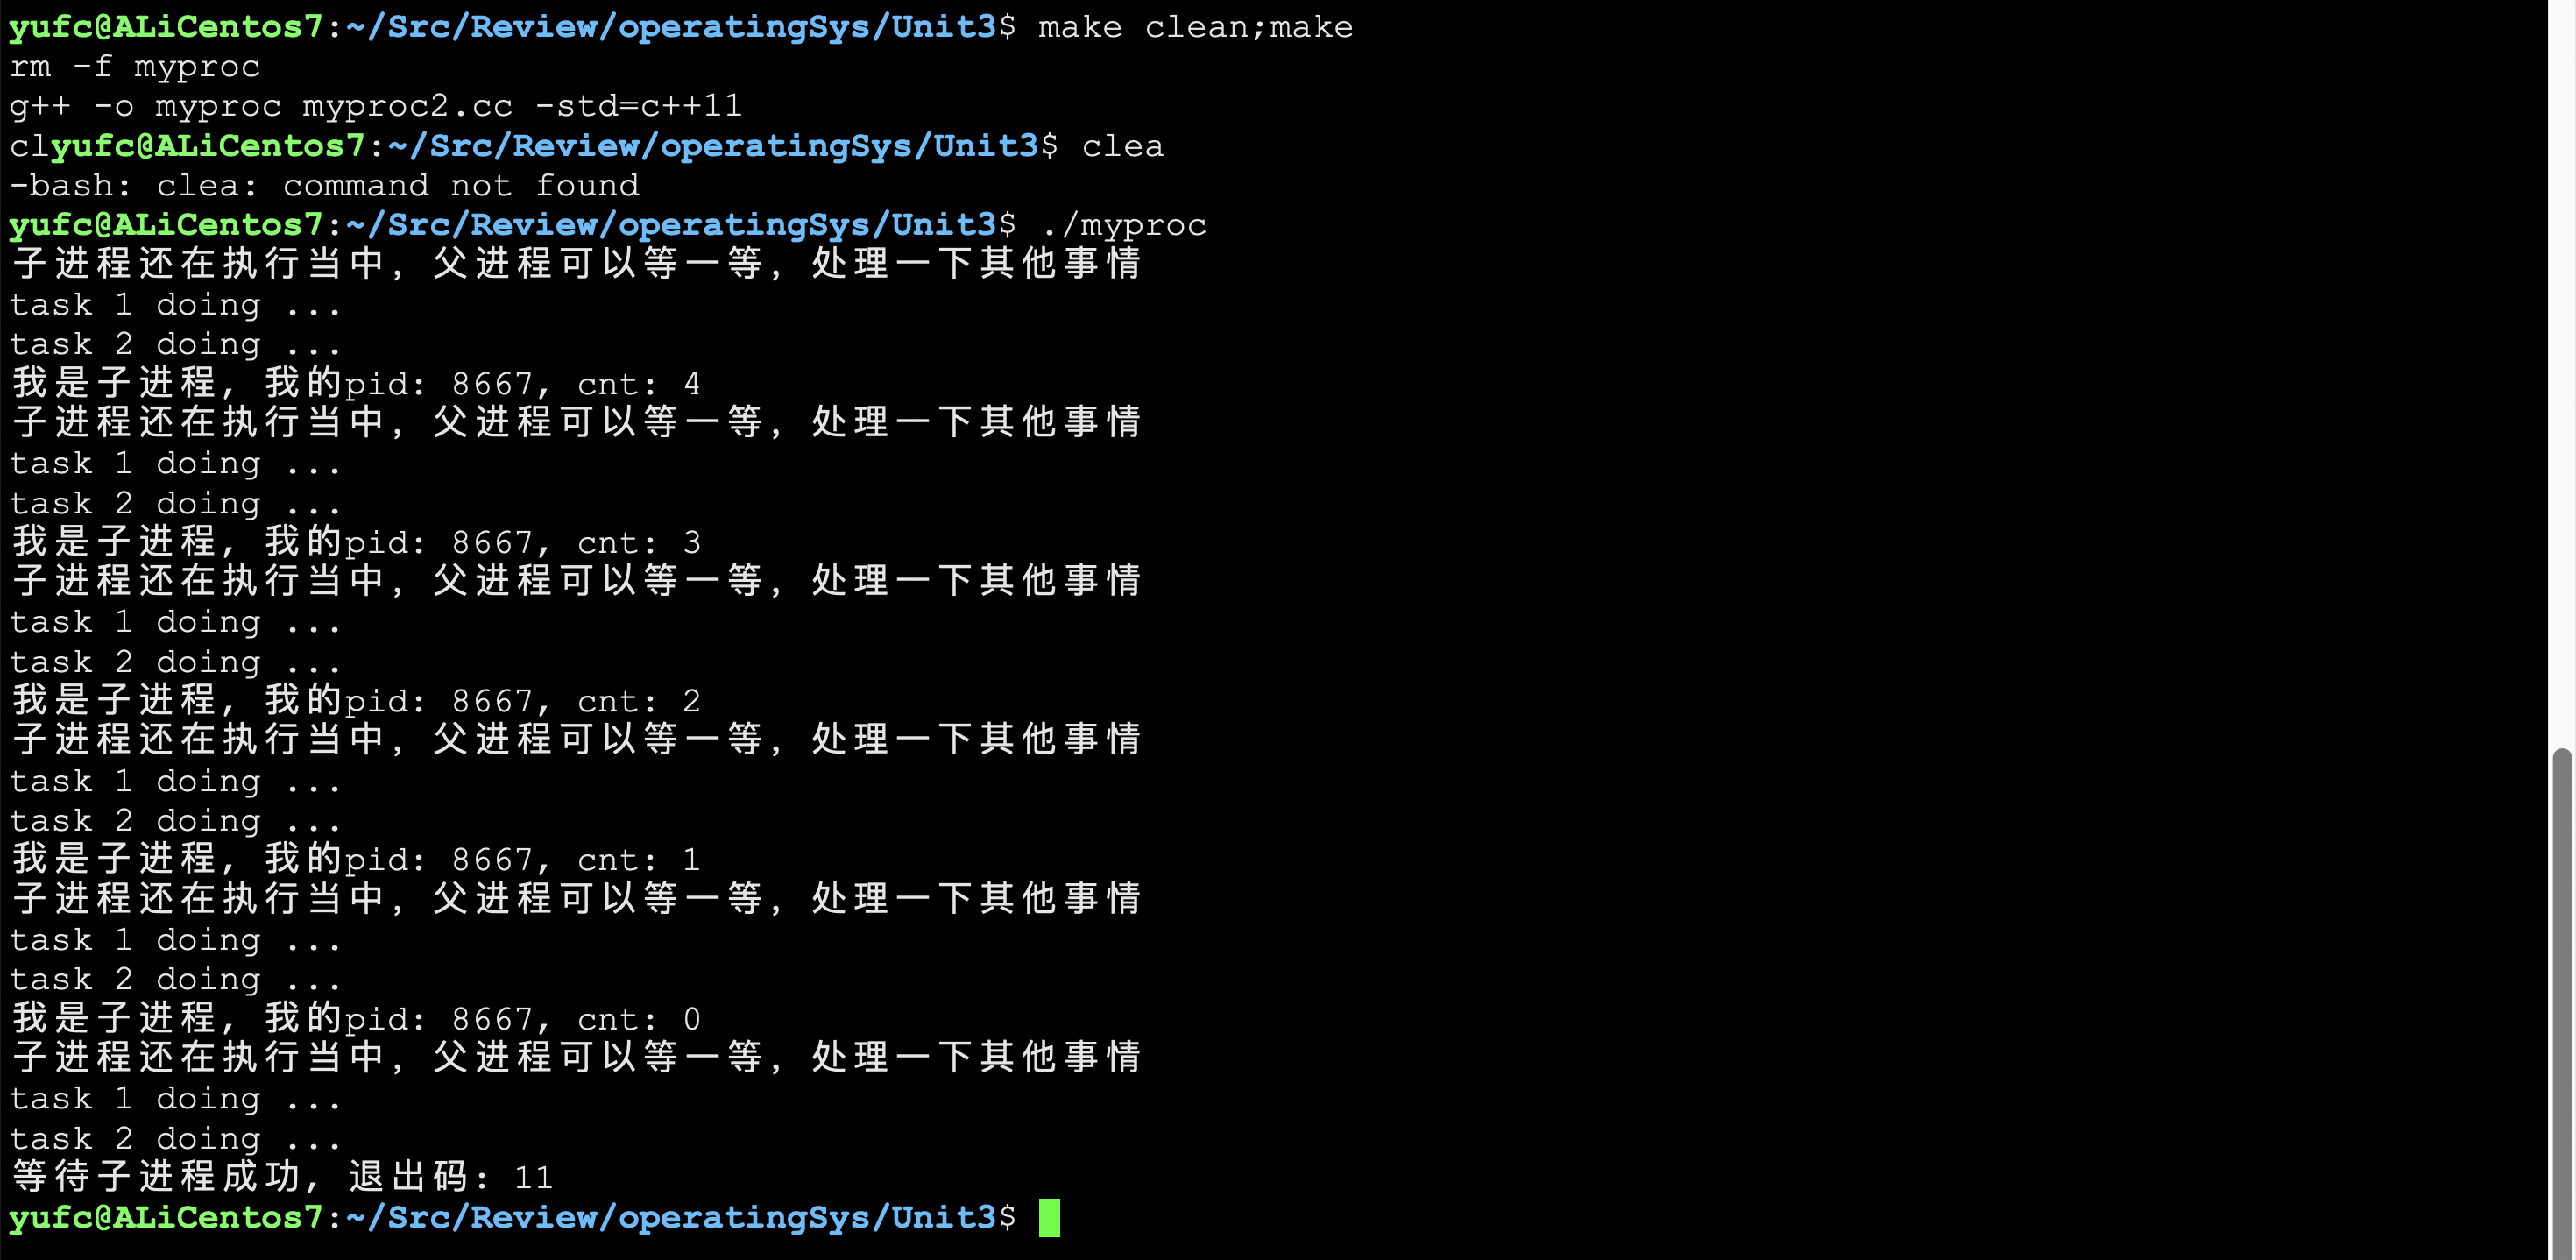 yufc@ALiCentos7:~/Src/Review/operatingSys/Unit3$ make clean;make
rm -f myproc
g++ -o myproc myproc2.cc -std=c++11
clyufc@ALiCentos7:~/Src/Review/operatingSys/Unit3$ clea
-bash: clea: command not found
yufc@ALiCentos7:~/Src/Review/operatingSys/Unit3$ ./myproc
子进程还在执行当中, 父进程可以等一等, 处理一下其他事情
task 1 doing ...
task 2 doing ...
我是子进程, 我的pid: 8667, cnt: 4
子进程还在执行当中, 父进程可以等一等, 处理一下其他事情
task 1 doing ...
task 2 doing ...
我是子进程, 我的pid: 8667, cnt: 3
子进程还在执行当中, 父进程可以等一等, 处理一下其他事情
task 1 doing ...
task 2 doing ...
我是子进程, 我的pid: 8667, cnt: 2
子进程还在执行当中, 父进程可以等一等, 处理一下其他事情
task 1 doing ...
task 2 doing ...
我是子进程, 我的pid: 8667, cnt: 1
子进程还在执行当中, 父进程可以等一等, 处理一下其他事情
task 1 doing ...
task 2 doing ...
我是子进程, 我的pid: 8667, cnt: 0
子进程还在执行当中, 父进程可以等一等, 处理一下其他事情
task 1 doing ...
task 2 doing ...
等待子进程成功, 退出码: 11
yufc@ALiCentos7:~/Src/Review/operatingSys/Unit3$